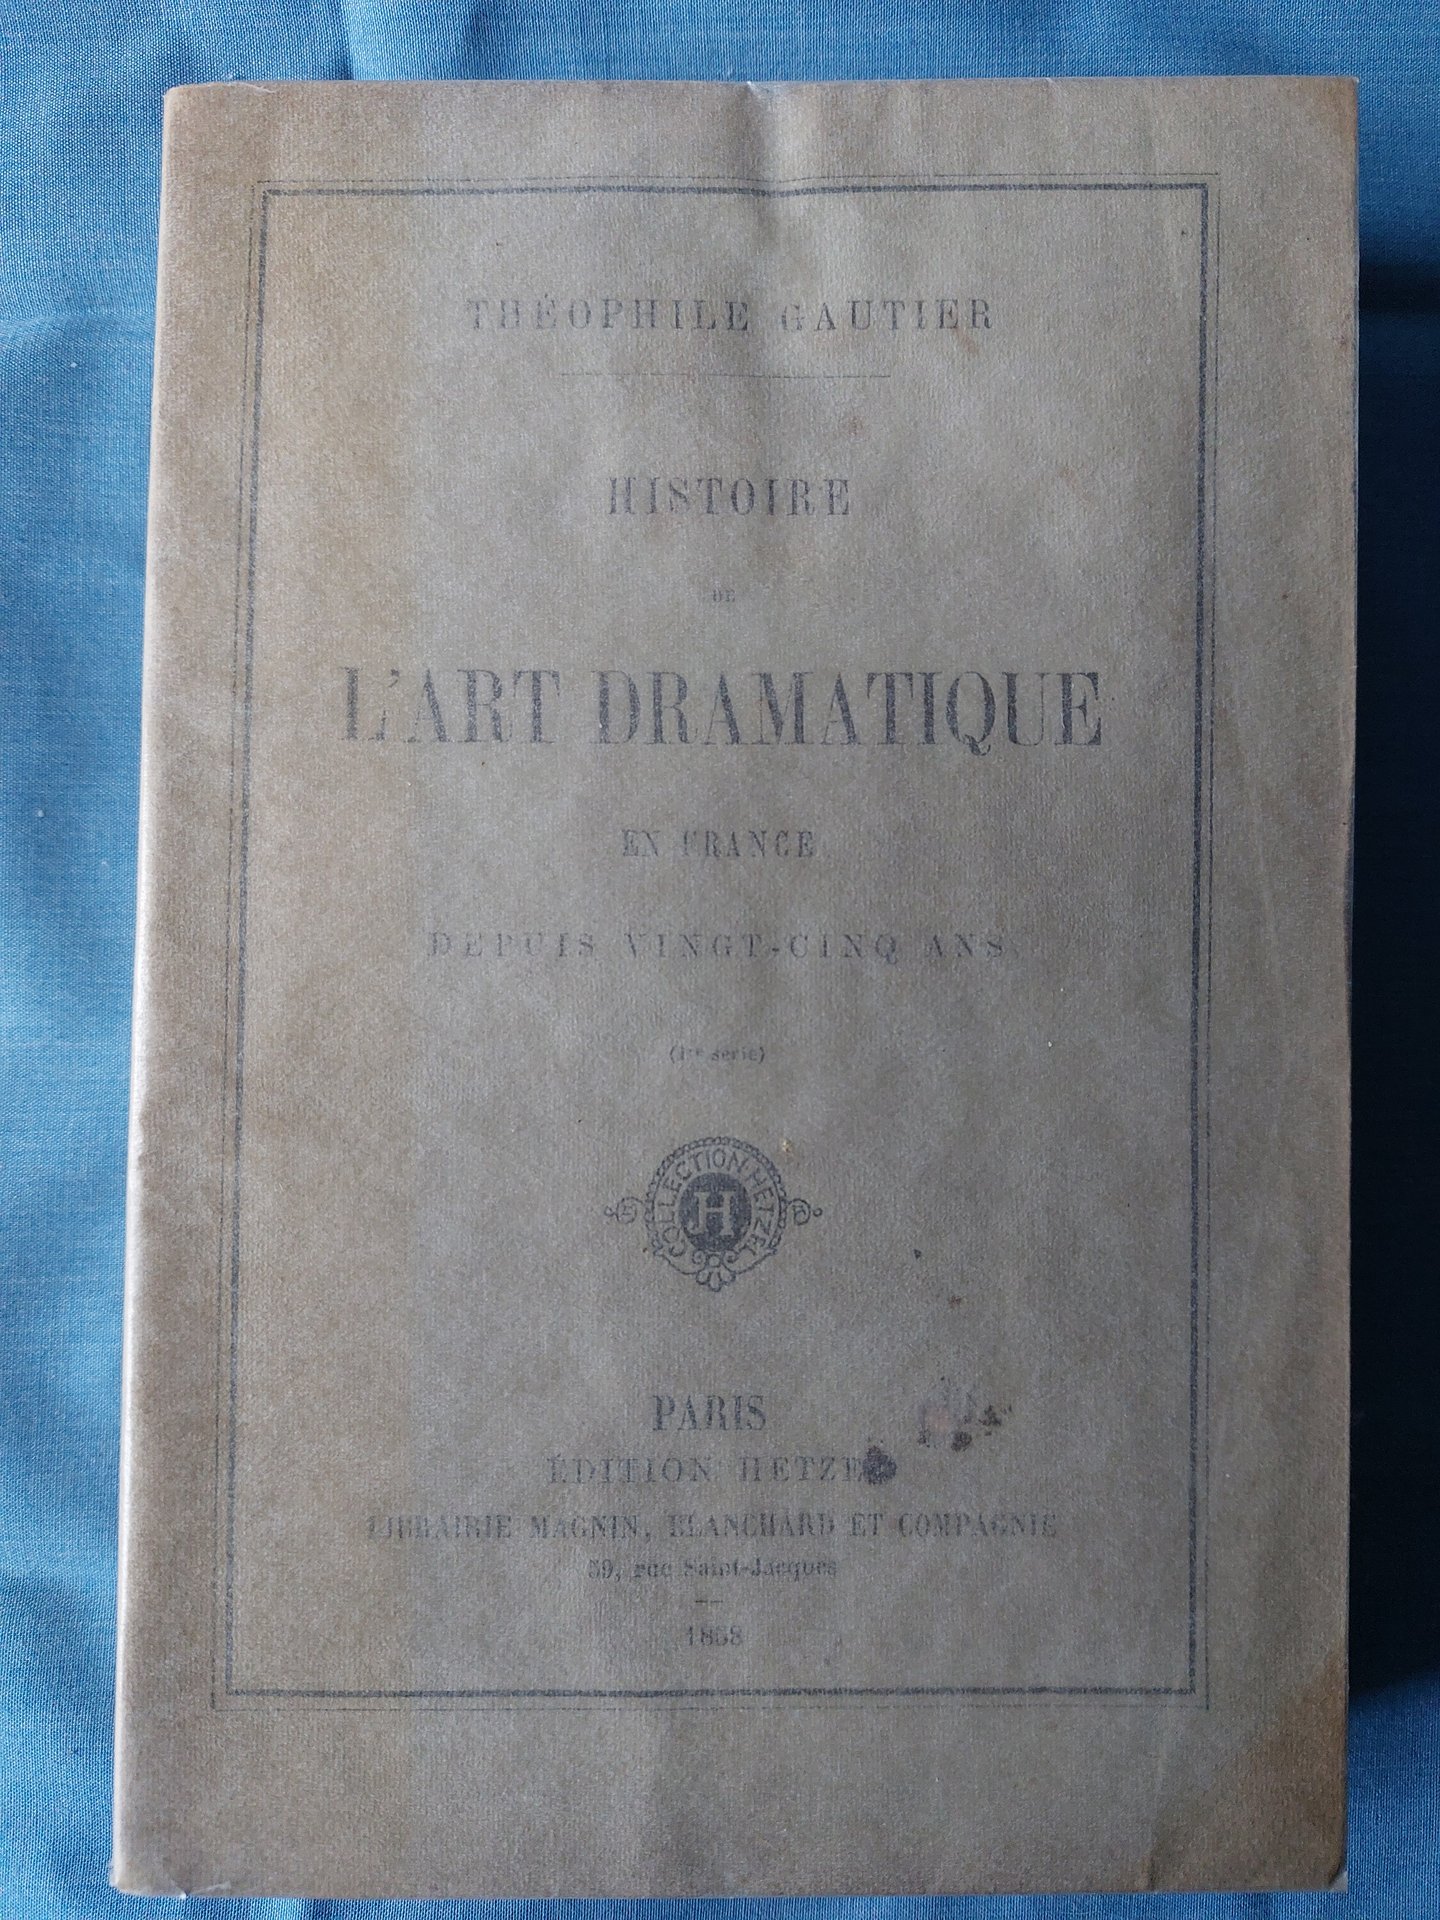 THÉOPHILE GAUTIER
HISTOIRE
DE
L'ART DRAMATIQUE
EN FRANCE
DEPUIS VINGT-CINQ ANS.
(1re série)
COLLECTION HETZEL
H
PARIS
ÉDITION HETZEL
LIBRAIRIE MAGNIN, BLANCHARD ET COMPAGNIE
59, rue Saint-Jacques
1858